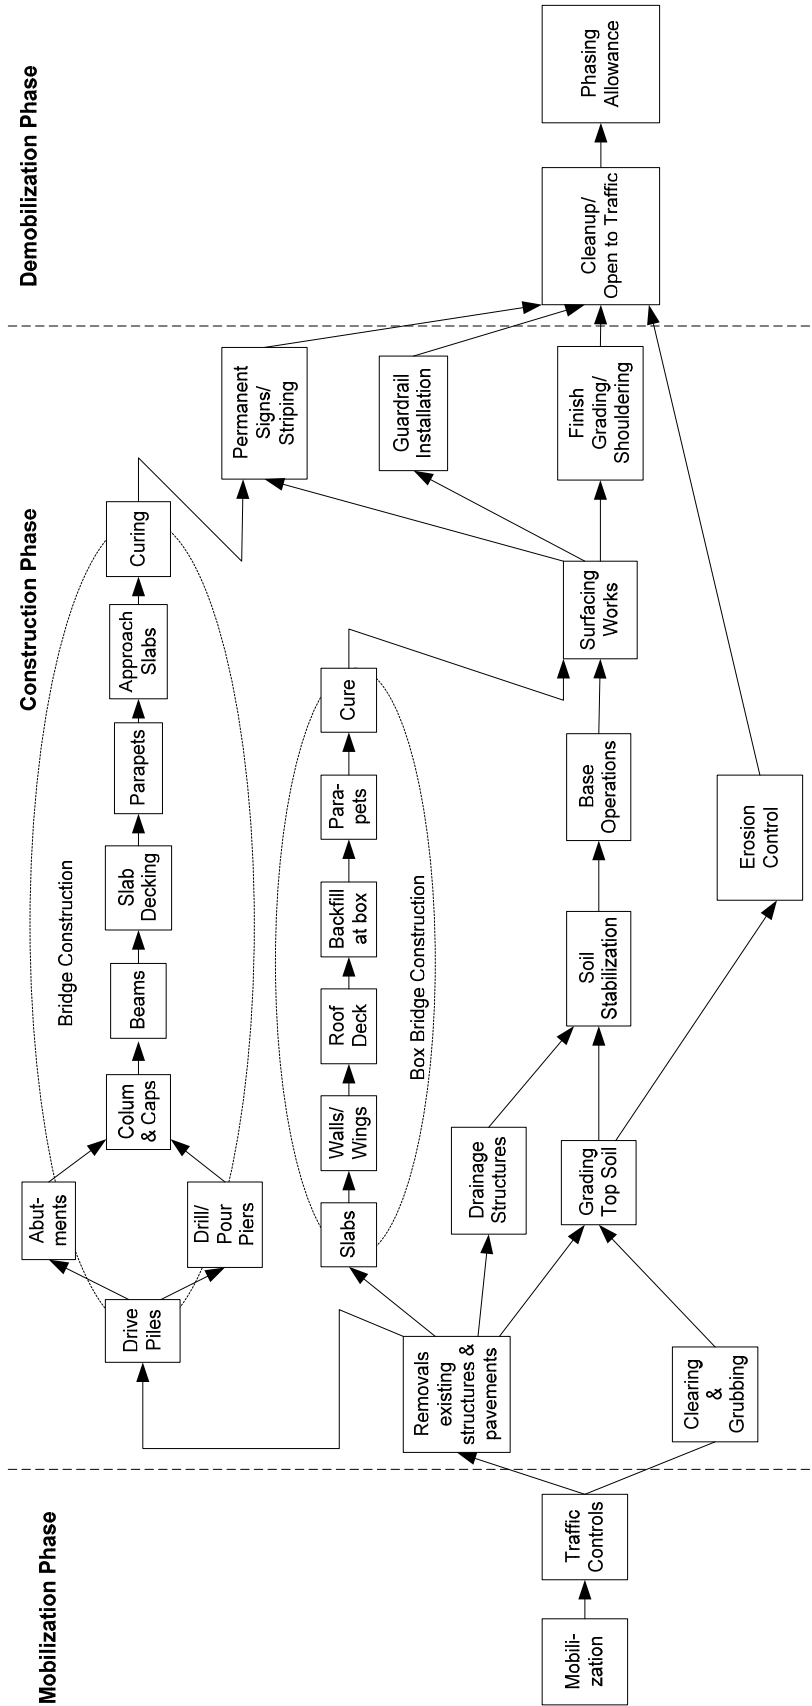 Mobilization Phase
Construction Phase
Demobilization Phase
Mobili-
zation
Traffic
Controls
Removals
existing
structures &
pavements
Clearing
&
Grubbing
Drive
Piles
Abut-
ments
Drill/
Pour
Piers
Colum
& Caps
Beams
Slab
Decking
Parapets
Approach
Slabs
Curing
Bridge Construction
Slabs
Walls/
Wings
Roof
Deck
Backfill
at box
Para-
pets
Cure
Box Bridge Construction
Drainage
Structures
Grading
Top Soil
Soil
Stabilization
Base
Operations
Erosion
Control
Surfacing
Works
Permanent
Signs/
Striping
Guardrail
Installation
Finish
Grading/
Shouldering
Cleanup/
Open to Traffic
Phasing
Allowance